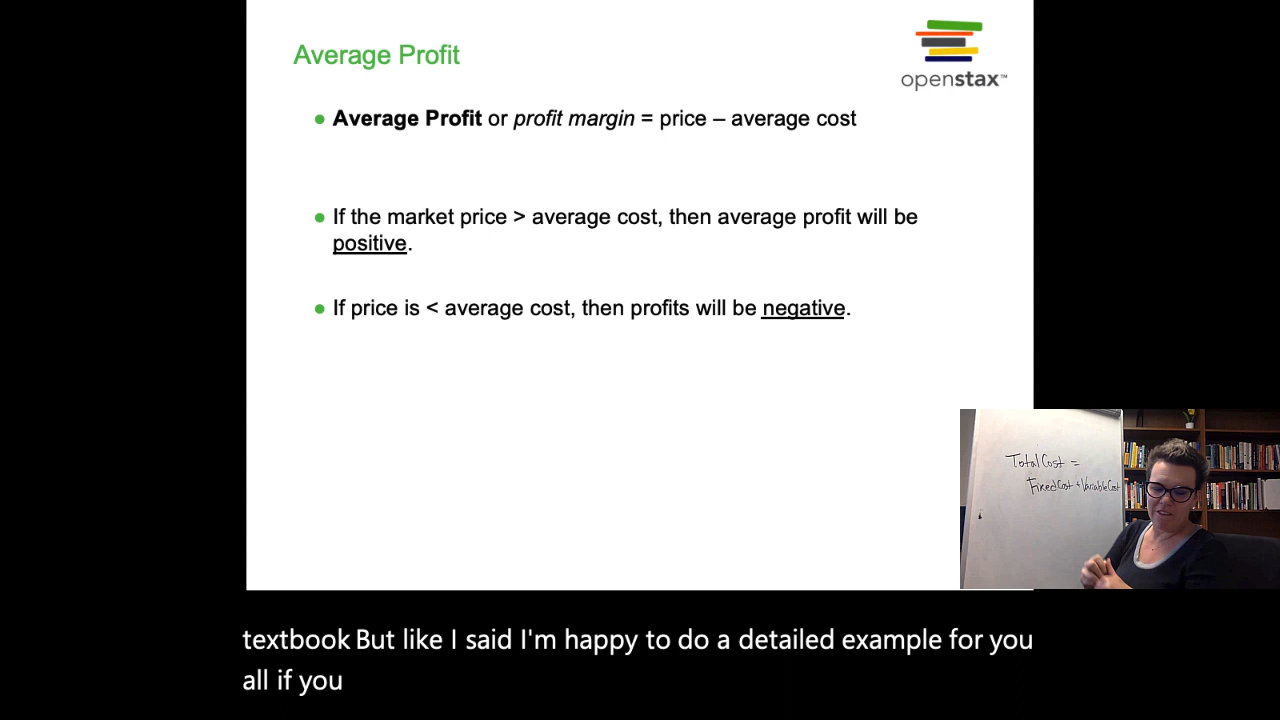 Average Profit
openstax™
● Average Profit or profit margin = price – average cost
● If the market price > average cost, then average profit will be
positive.
● If price is < average cost, then profits will be negative.
Total Cost =
Fixed Cost + Variable Cost
textbook But like I said I'm happy to do a detailed example for you
all if you